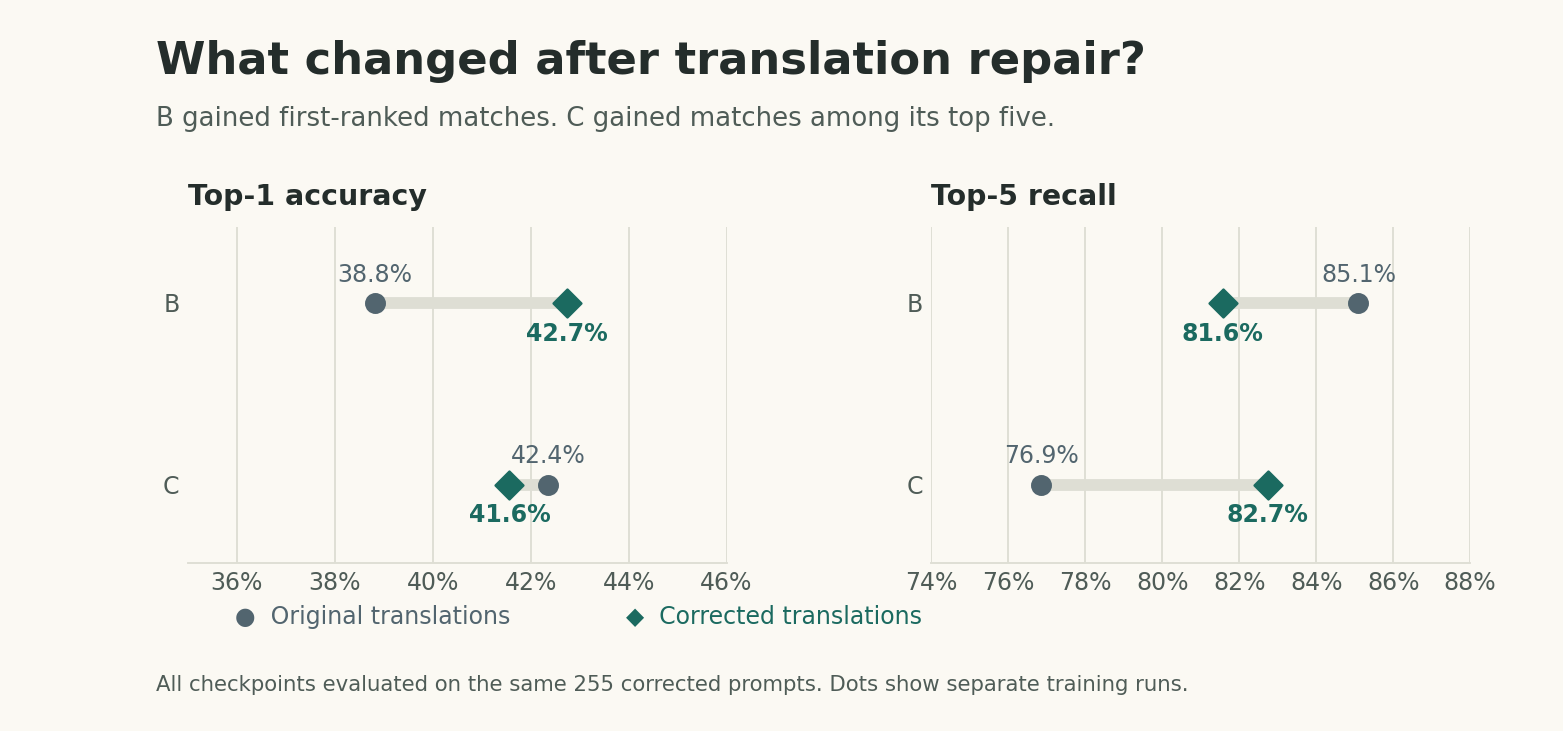 What changed after translation repair?
B gained first-ranked matches. C gained matches among its top five.
Top-1 accuracy
38.8%
B
42.7%
42.4%
C
41.6%
36% 38% 40% 42% 44% 46%
Top-5 recall
85.1%
B
81.6%
76.9%
C
82.7%
74% 76% 78% 80% 82% 84% 86% 88%
Original translations
Corrected translations
All checkpoints evaluated on the same 255 corrected prompts. Dots show separate training runs.